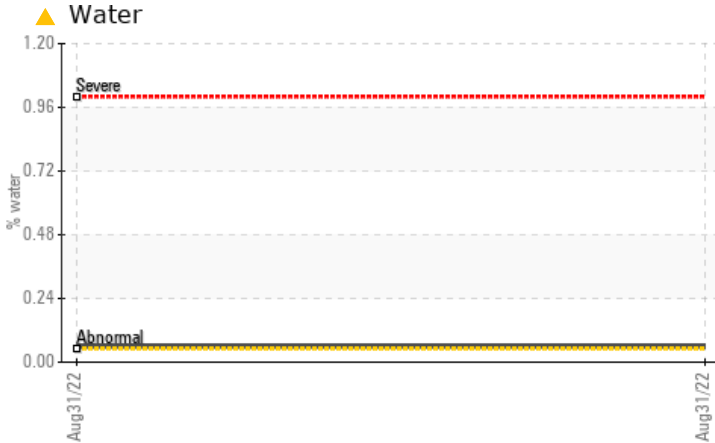 Water
1.20
Severe
0.96
0.72
% water
0.48
0.24
Abnormal
0.00
Aug31/22
Aug31/22